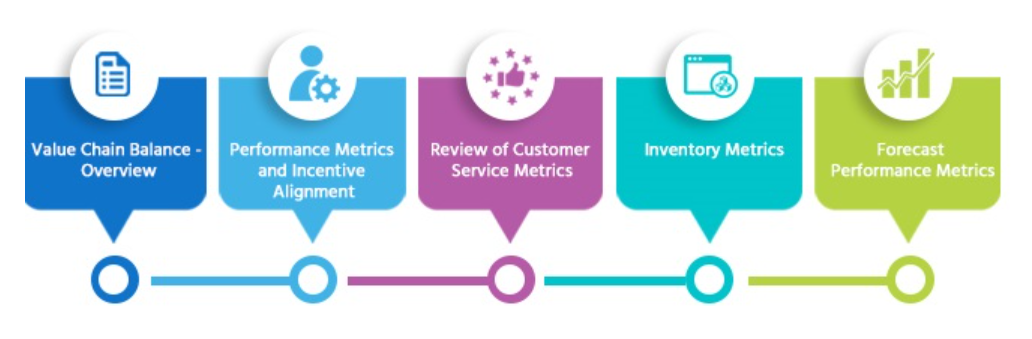 Value Chain Balance -
Overview
Performance Metrics
and Incentive
Alignment
Review of Customer
Service Metrics
Inventory Metrics
Forecast
Performance Metrics